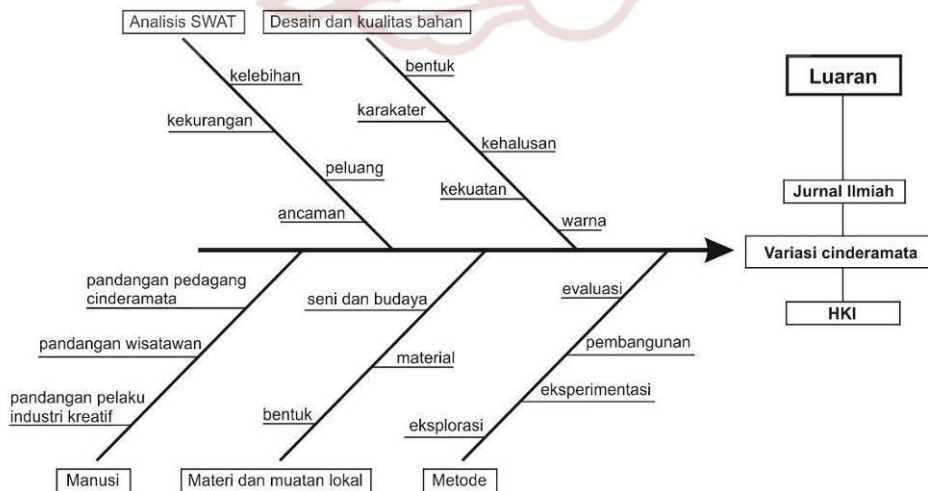 Analisis SWAT
Desain dan kualitas bahan
kelebihan
kekurangan
peluang
ancaman
bentuk
karakater
kehalusan
kekuatan
warna
Luaran
Jurnal Ilmiah
Variasi cinderamata
HKI
pandangan pedagang
cinderamata
pandangan wisatawan
pandangan pelaku
industri kreatif
Manusi
seni dan budaya
material
bentuk
Materi dan muatan lokal
evaluasi
pembangunan
eksperimentasi
eksplorasi
Metode